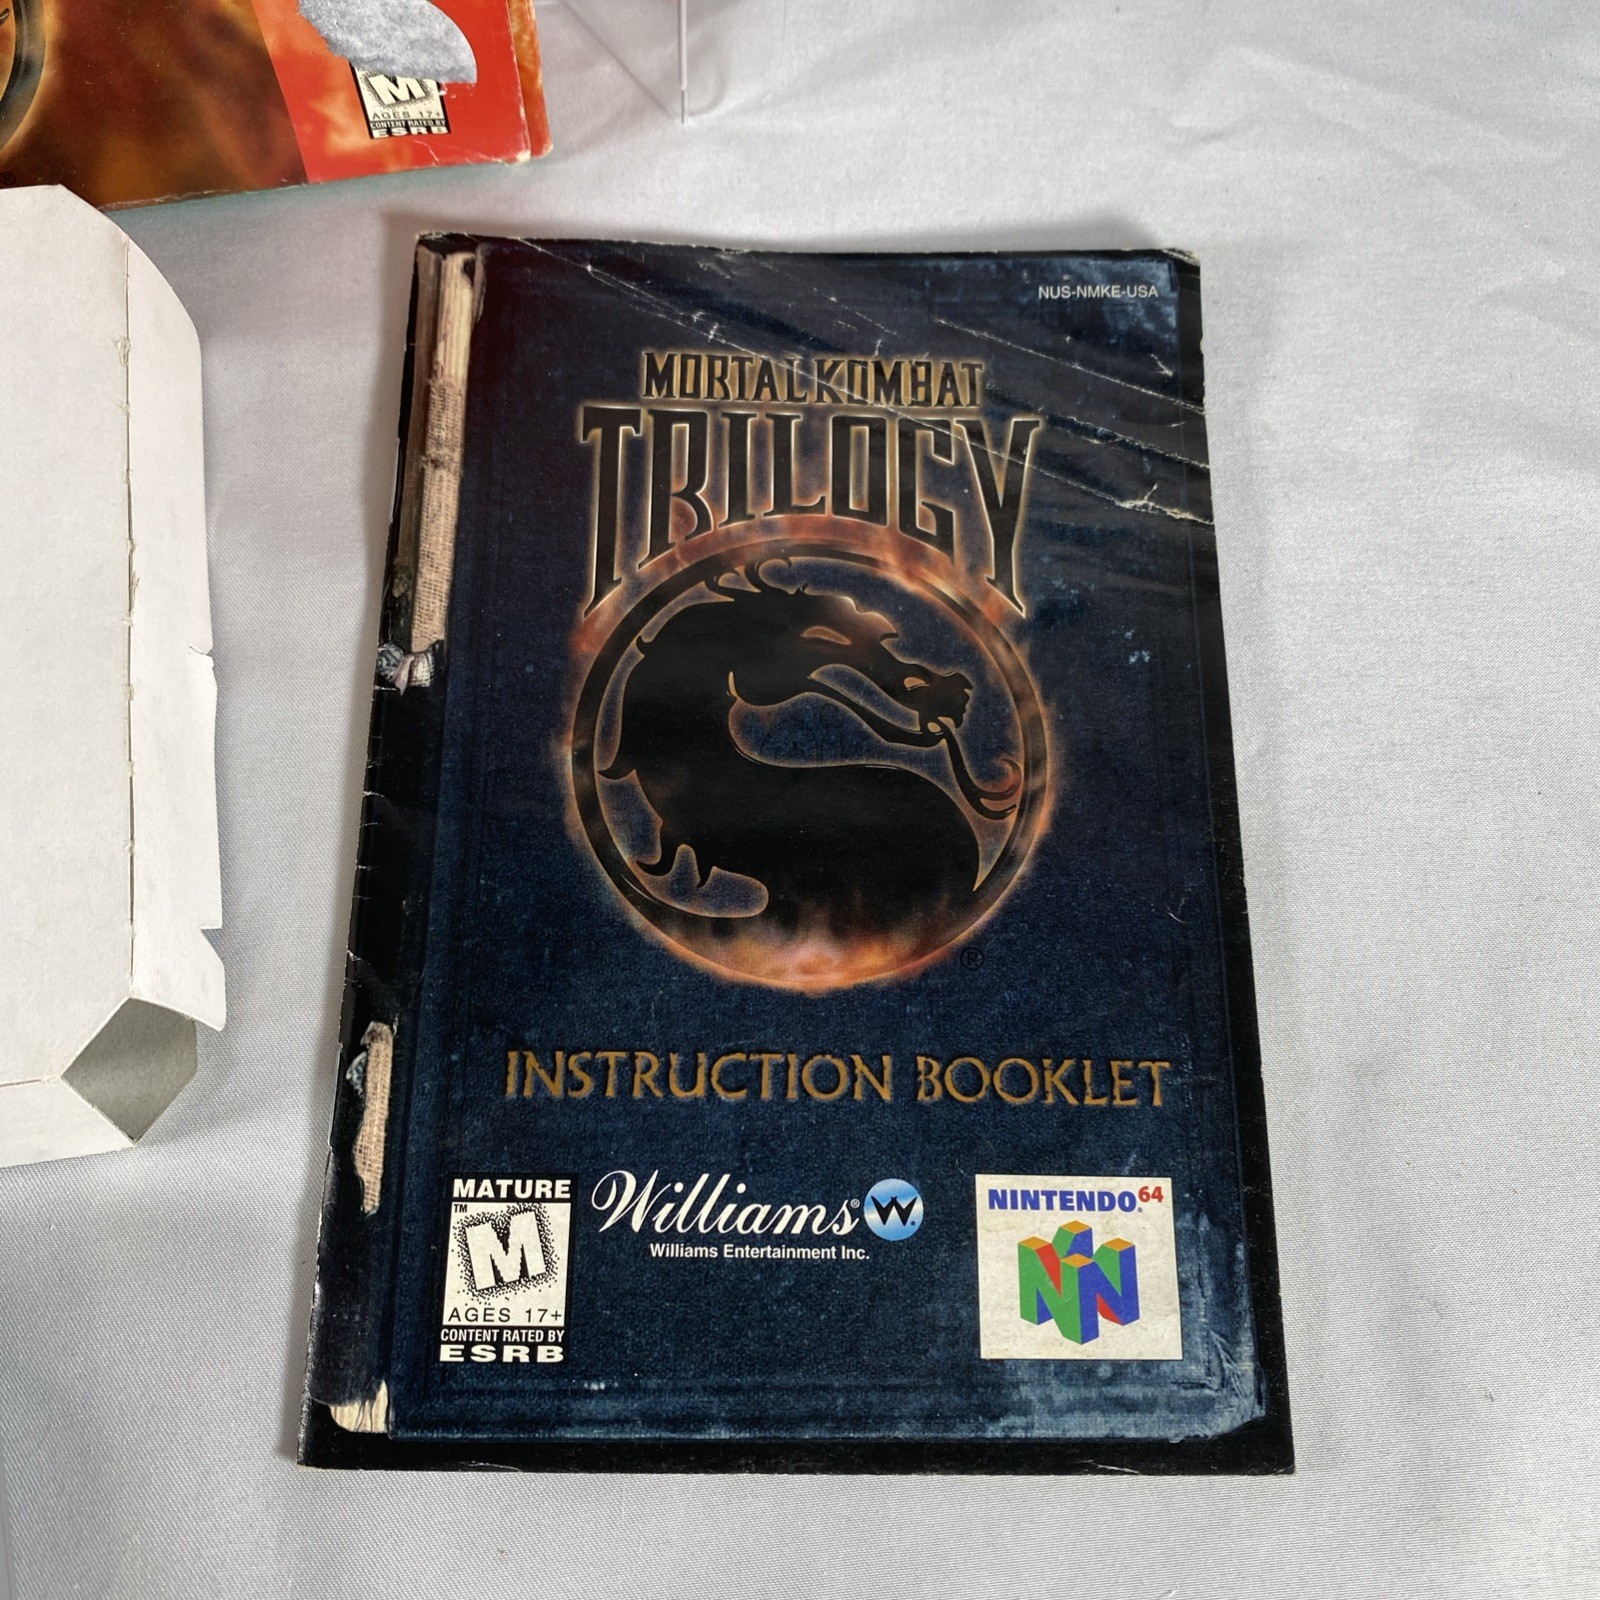 M
AGES 17+
CONTENT RATED BY
ESRB
®
NUS-NMKE-USA
MORTAL KOMBAT
TRILOGY
®
INSTRUCTION BOOKLET
MATURE
TM
M
AGES 17+
CONTENT RATED BY
ESRB
Williams®
W®
Williams Entertainment Inc.
NINTENDO64